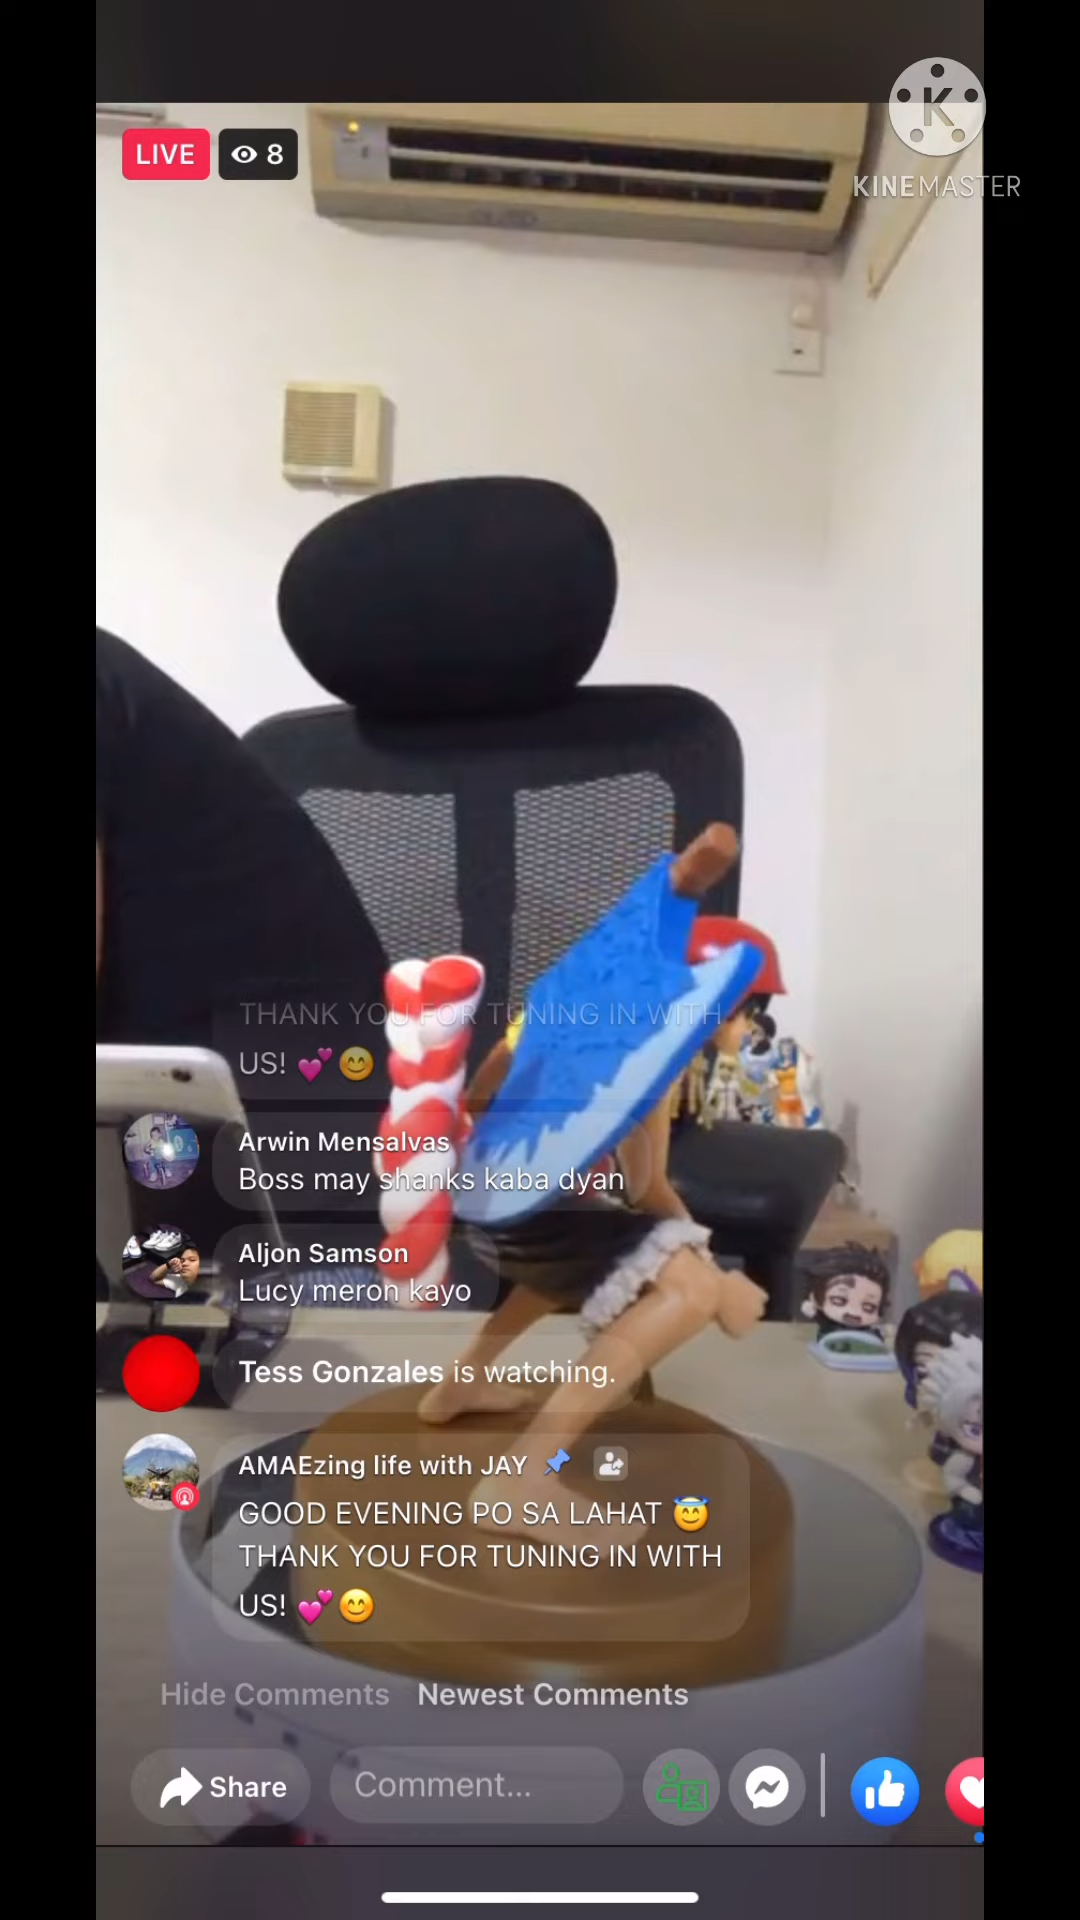 LIVE 8
KINEMASTER
THANK YOU FOR TUNING IN WITH
US! 💕 😊
Arwin Mensalvas
Boss may shanks kaba dyan
Aljon Samson
Lucy meron kayo
Tess Gonzales is watching.
AMAEzing life with JAY
GOOD EVENING PO SA LAHAT 😇
THANK YOU FOR TUNING IN WITH
US! 💕 😊
Hide Comments Newest Comments
Share Comment...